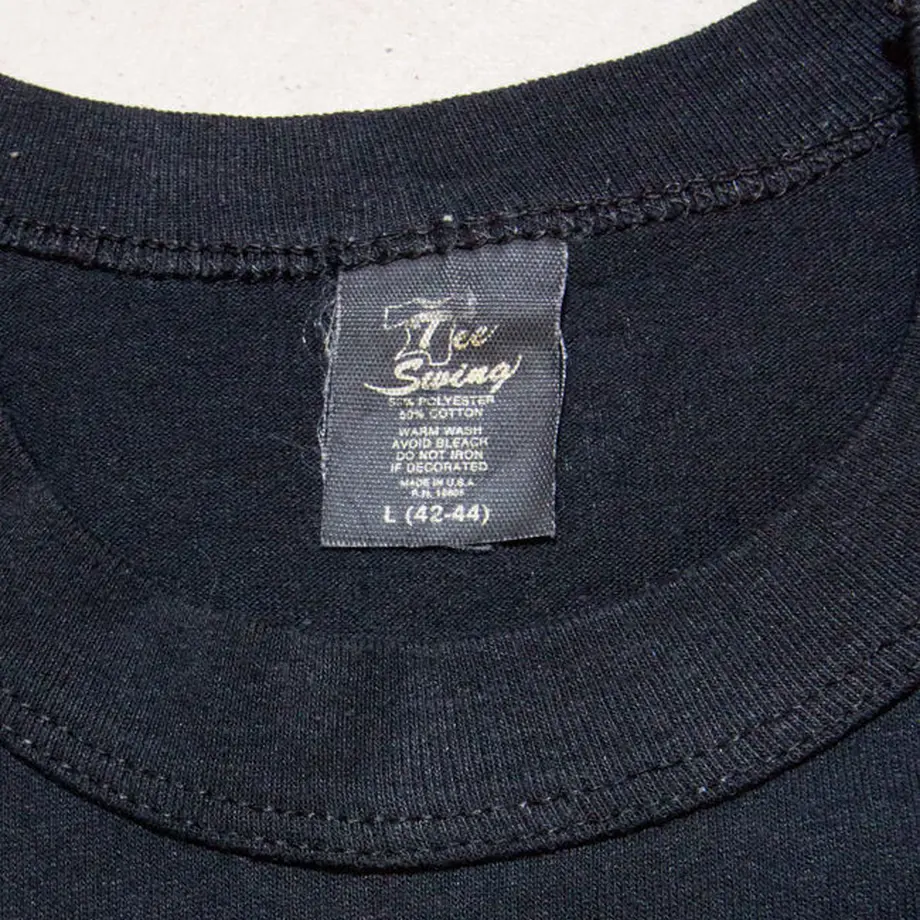 Tee
Swing
50% POLYESTER
50% COTTON
WARM WASH
AVOID BLEACH
DO NOT IRON
IF DECORATED
MADE IN U.S.A
R.N.
L (42-44)